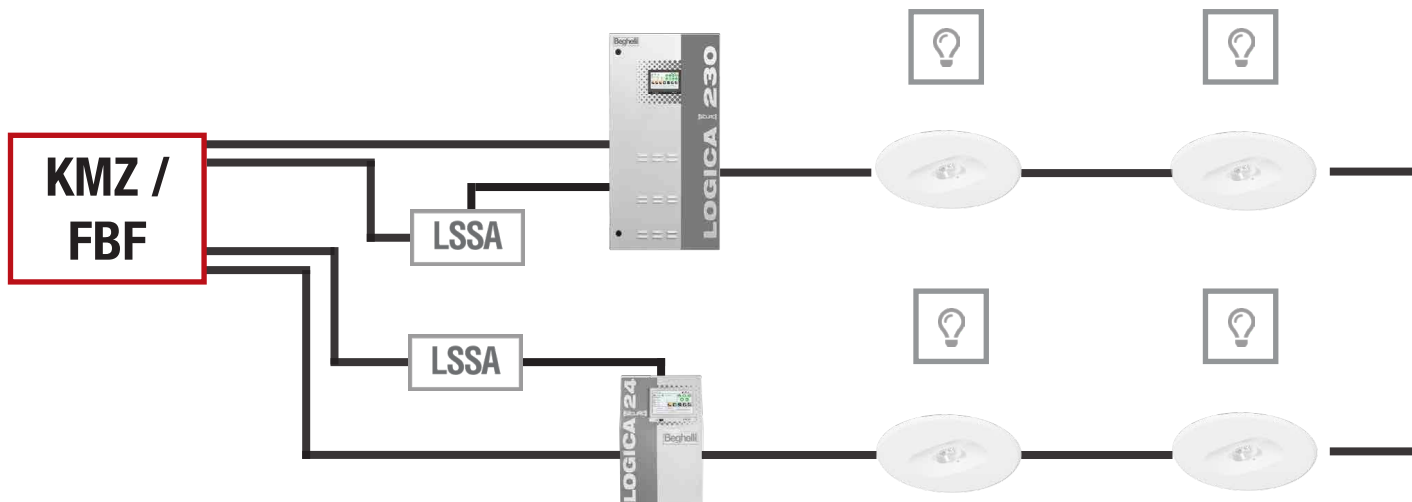 Beghelli
LOGICA 230
KMZ /
FBF
LSSA
LSSA
LOGICA 24
Beghelli